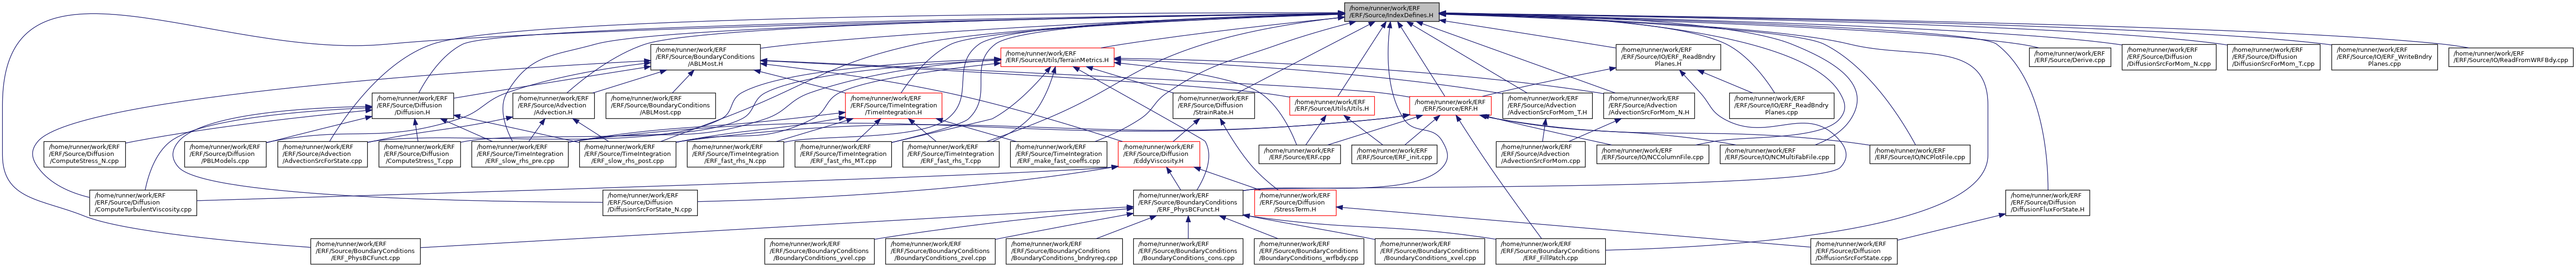 /home/runner/work/ERF
/ERF/Source/IndexDefines.H
/home/runner/work/ERF
/ERF/Source/BoundaryConditions
/ABLMost.H
/home/runner/work/ERF
/ERF/Source/Utils/TerrainMetrics.H
/home/runner/work/ERF
/ERF/Source/IO/ERF_ReadBndry
Planes.H
/home/runner/work/ERF
/ERF/Source/Derive.cpp
/home/runner/work/ERF
/ERF/Source/Diffusion
/DiffusionSrcForMom_N.cpp
/home/runner/work/ERF
/ERF/Source/Diffusion
/DiffusionSrcForMom_T.cpp
/home/runner/work/ERF
/ERF/Source/IO/ERF_WriteBndry
Planes.cpp
/home/runner/work/ERF
/ERF/Source/IO/ReadFromWRFBdy.cpp
/home/runner/work/ERF
/ERF/Source/Diffusion
/Diffusion.H
/home/runner/work/ERF
/ERF/Source/Advection
/Advection.H
/home/runner/work/ERF
/ERF/Source/BoundaryConditions
/ABLMost.cpp
/home/runner/work/ERF
/ERF/Source/TimeIntegration
/TimeIntegration.H
/home/runner/work/ERF
/ERF/Source/Diffusion
/StrainRate.H
/home/runner/work/ERF
/ERF/Source/Utils/Utils.H
/home/runner/work/ERF
/ERF/Source/ERF.H
/home/runner/work/ERF
/ERF/Source/Advection
/AdvectionSrcForMom_T.H
/home/runner/work/ERF
/ERF/Source/Advection
/AdvectionSrcForMom_N.H
/home/runner/work/ERF
/ERF/Source/IO/ERF_ReadBndry
Planes.cpp
/home/runner/work/ERF
/ERF/Source/Diffusion
/ComputeStress_N.cpp
/home/runner/work/ERF
/ERF/Source/Diffusion
/PBLModels.cpp
/home/runner/work/ERF
/ERF/Source/Advection
/AdvectionSrcForState.cpp
/home/runner/work/ERF
/ERF/Source/Diffusion
/ComputeStress_T.cpp
/home/runner/work/ERF
/ERF/Source/TimeIntegration
/ERF_slow_rhs_pre.cpp
/home/runner/work/ERF
/ERF/Source/TimeIntegration
/ERF_slow_rhs_post.cpp
/home/runner/work/ERF
/ERF/Source/TimeIntegration
/ERF_fast_rhs_N.cpp
/home/runner/work/ERF
/ERF/Source/TimeIntegration
/ERF_fast_rhs_MT.cpp
/home/runner/work/ERF
/ERF/Source/TimeIntegration
/ERF_fast_rhs_T.cpp
/home/runner/work/ERF
/ERF/Source/TimeIntegration
/ERF_make_fast_coeffs.cpp
/home/runner/work/ERF
/ERF/Source/Diffusion
/EddyViscosity.H
/home/runner/work/ERF
/ERF/Source/ERF.cpp
/home/runner/work/ERF
/ERF/Source/ERF_init.cpp
/home/runner/work/ERF
/ERF/Source/Advection
/AdvectionSrcForMom.cpp
/home/runner/work/ERF
/ERF/Source/IO/NCColumnFile.cpp
/home/runner/work/ERF
/ERF/Source/IO/NCMultiFabFile.cpp
/home/runner/work/ERF
/ERF/Source/IO/NCPlotFile.cpp
/home/runner/work/ERF
/ERF/Source/Diffusion
/ComputeTurbulentViscosity.cpp
/home/runner/work/ERF
/ERF/Source/Diffusion
/DiffusionSrcForState_N.cpp
/home/runner/work/ERF
/ERF/Source/BoundaryConditions
/ERF_PhysBCFunct.H
/home/runner/work/ERF
/ERF/Source/Diffusion
/StressTerm.H
/home/runner/work/ERF
/ERF/Source/Diffusion
/DiffusionFluxForState.H
/home/runner/work/ERF
/ERF/Source/BoundaryConditions
/ERF_PhysBCFunct.cpp
/home/runner/work/ERF
/ERF/Source/BoundaryConditions
/BoundaryConditions_yvel.cpp
/home/runner/work/ERF
/ERF/Source/BoundaryConditions
/BoundaryConditions_zvel.cpp
/home/runner/work/ERF
/ERF/Source/BoundaryConditions
/BoundaryConditions_bndryreg.cpp
/home/runner/work/ERF
/ERF/Source/BoundaryConditions
/BoundaryConditions_cons.cpp
/home/runner/work/ERF
/ERF/Source/BoundaryConditions
/BoundaryConditions_wrfbdy.cpp
/home/runner/work/ERF
/ERF/Source/BoundaryConditions
/BoundaryConditions_xvel.cpp
/home/runner/work/ERF
/ERF/Source/BoundaryConditions
/ERF_FillPatch.cpp
/home/runner/work/ERF
/ERF/Source/Diffusion
/DiffusionSrcForState.cpp